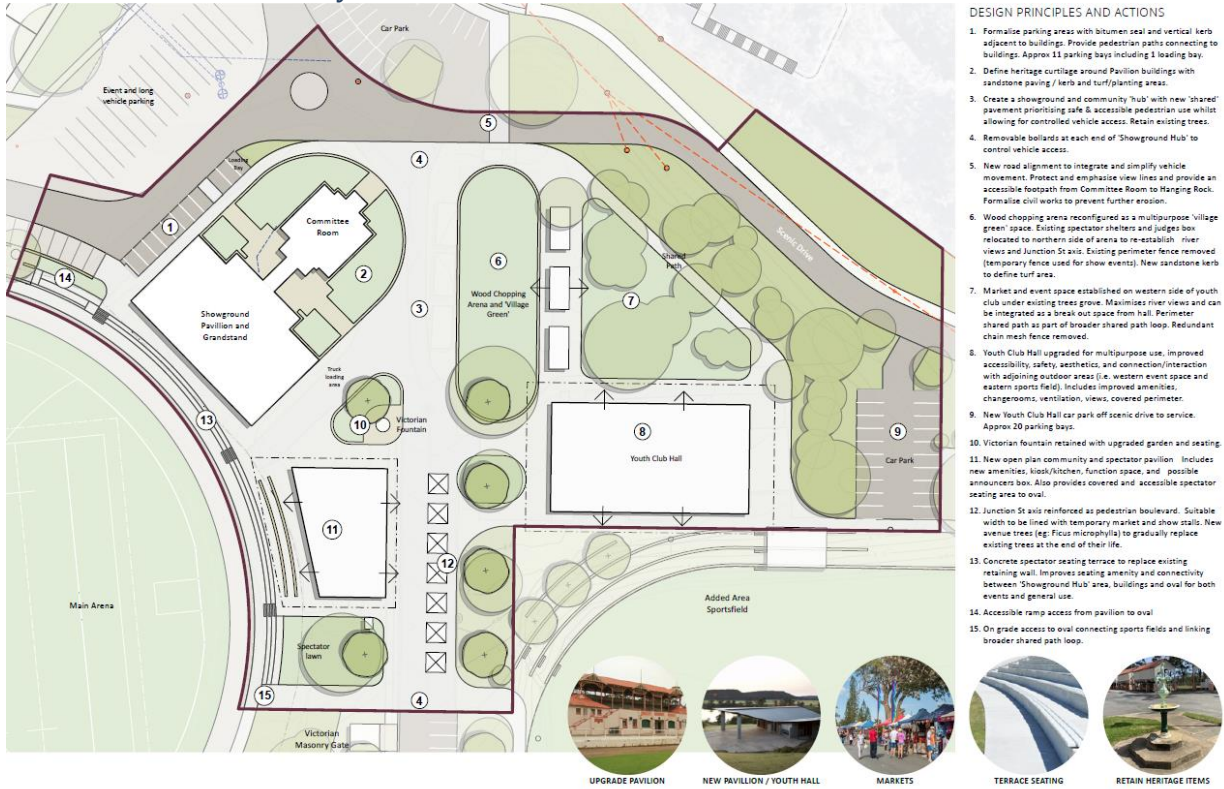 Car Park
Event and long
vehicle parking
Loading
Bay
5
4
1
Committee
Room
2
14
Showground
Pavilion and
Grandstand
3
6
Wood Chopping
Arena and 'Village
Green'
Shared
Path
7
Scenic Drive
Truck
loading
area
13
10
Victorian
Fountain
8
Youth Club Hall
9
Car Park
11
12
Main Arena
Added Area
Sportsfield
Spectator
lawn
15
4
Victorian
Masonry Gate
DESIGN PRINCIPLES AND ACTIONS
1. Formalise parking areas with bitumen seal and vertical kerb
adjacent to buildings. Provide pedestrian paths connecting to
buildings. Approx 11 parking bays including 1 loading bay.
2. Define heritage curtilage around Pavilion buildings with
sandstone paving / kerb and turf/planting areas.
3. Create a showground and community 'hub' with new 'shared'
pavement prioritising safe & accessible pedestrian use whilst
allowing for controlled vehicle access. Retain existing trees.
4. Removable bollards at each end of 'Showground Hub' to
control vehicle access.
5. New road alignment to integrate and simplify vehicle
movement. Protect and emphasise view lines and provide an
accessible footpath from Committee Room to Hanging Rock.
Formalise civil works to prevent further erosion.
6. Wood chopping arena reconfigured as a multipurpose 'village
green' space. Existing spectator shelters and judges box
relocated to northern side of arena to re-establish river
views and Junction St axis. Existing perimeter fence removed
(temporary fence used for show events). New sandstone kerb
to define turf area.
7. Market and event space established on western side of youth
club under existing trees grove. Maximises river views and can
be integrated as a break out space from hall. Perimeter
shared path as part of broader shared path loop. Redundant
chain mesh fence removed.
8. Youth Club Hall upgraded for multipurpose use, improved
accessibility, safety, aesthetics, and connection/interaction
with adjoining outdoor areas (i.e. western event space and
eastern sports field). Includes improved amenities,
changerooms, ventilation, views, covered perimeter.
9. New Youth Club Hall car park off scenic drive to service.
Approx 20 parking bays.
10. Victorian fountain retained with upgraded garden and seating.
11. New open plan community and spectator pavilion Includes
new amenities, kiosk/kitchen, function space, and possible
announcers box. Also provides covered and accessible spectator
seating area to oval.
12. Junction St axis reinforced as pedestrian boulevard. Suitable
width to be lined with temporary market and show stalls. New
avenue trees (eg: Ficus microphylla) to gradually replace
existing trees at the end of their life.
13. Concrete spectator seating terrace to replace existing
retaining wall. Improves seating amenity and connectivity
between 'Showground Hub' area, buildings and oval for both
events and general use.
14. Accessible ramp access from pavilion to oval
15. On grade access to oval connecting sports fields and linking
broader shared path loop.
UPGRADE PAVILION
NEW PAVILLION / YOUTH HALL
MARKETS
TERRACE SEATING
RETAIN HERITAGE ITEMS